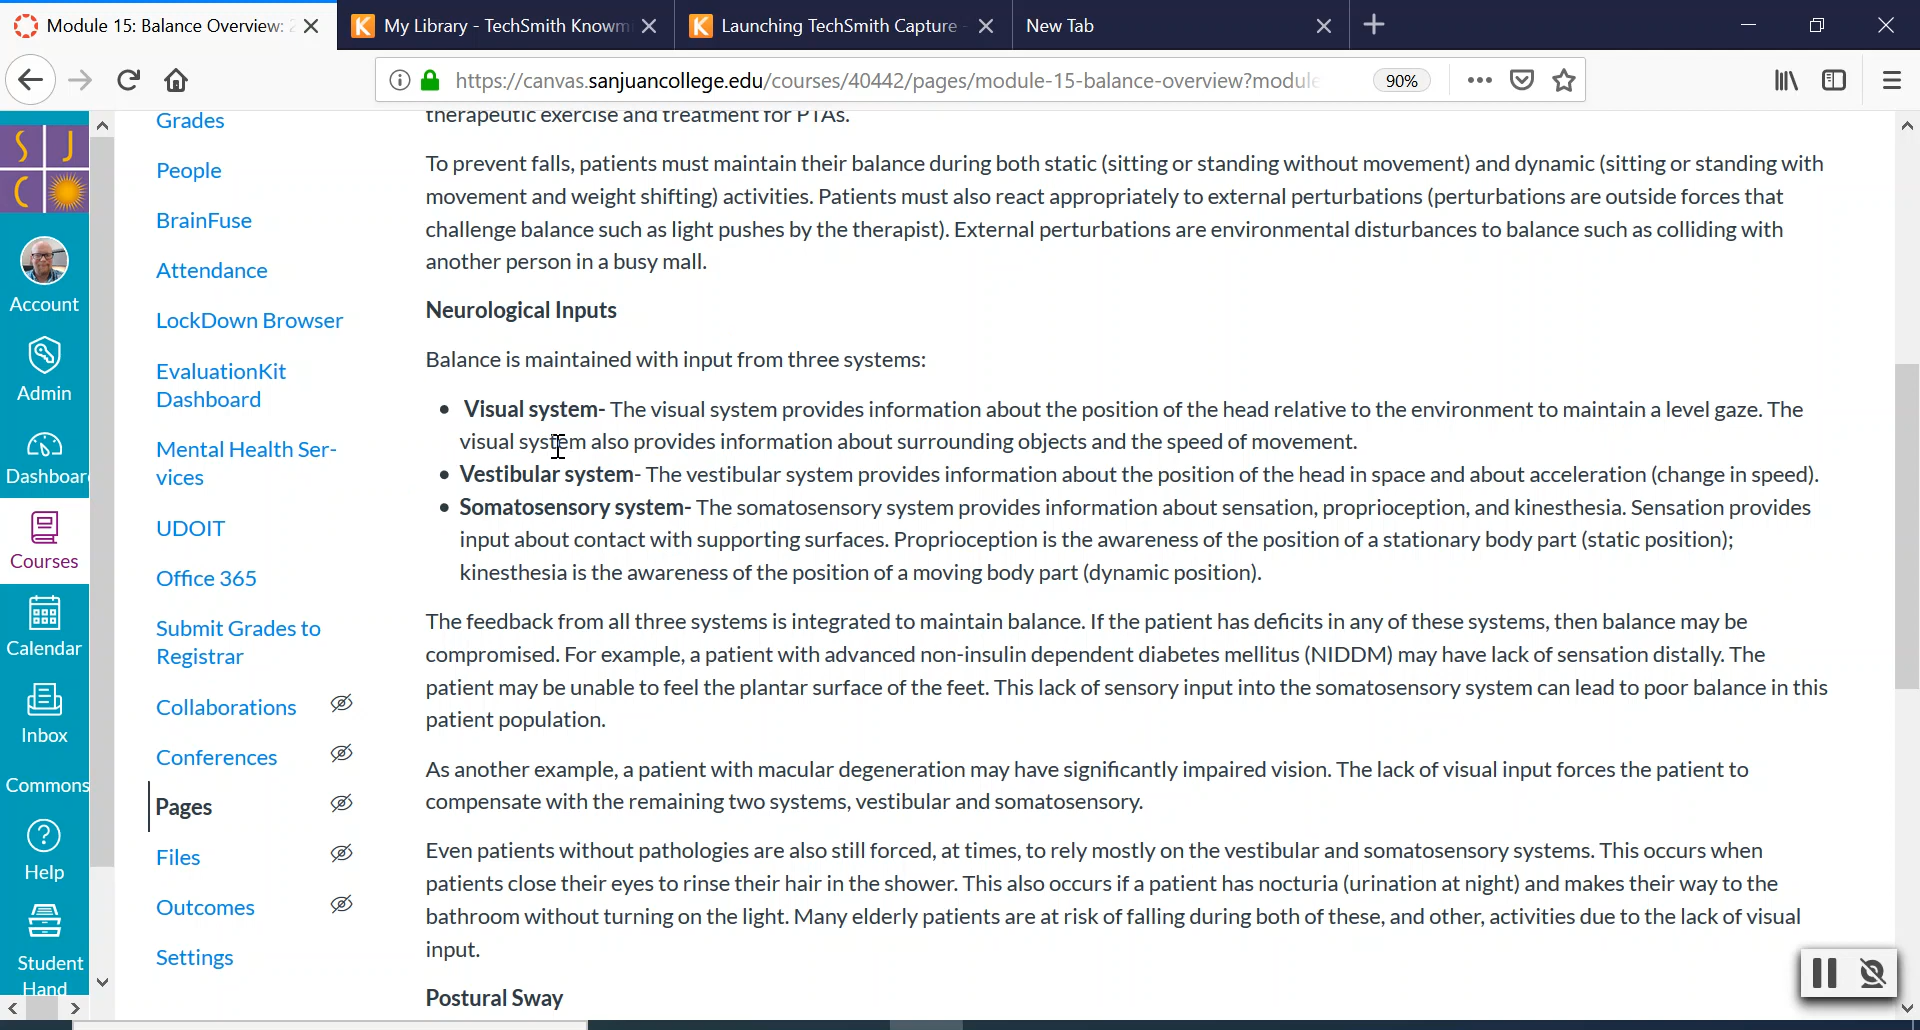 Module 15: Balance Overview: 2
My Library - TechSmith Knowm
Launching TechSmith Capture -
New Tab
https://canvas.sanjuancollege.edu/courses/40442/pages/module-15-balance-overview?module
90%
S J
C
Account
Admin
Dashboar
Courses
Calendar
Inbox
Commons
Help
Student
Hand
Grades
People
BrainFuse
Attendance
LockDown Browser
EvaluationKit
Dashboard
Mental Health Ser-
vices
UDOIT
Office 365
Submit Grades to
Registrar
Collaborations
Conferences
Pages
Files
Outcomes
Settings
therapeutic exercise and treatment for PTAs.
To prevent falls, patients must maintain their balance during both static (sitting or standing without movement) and dynamic (sitting or standing with
movement and weight shifting) activities. Patients must also react appropriately to external perturbations (perturbations are outside forces that
challenge balance such as light pushes by the therapist). External perturbations are environmental disturbances to balance such as colliding with
another person in a busy mall.
Neurological Inputs
Balance is maintained with input from three systems:
• Visual system- The visual system provides information about the position of the head relative to the environment to maintain a level gaze. The
visual system also provides information about surrounding objects and the speed of movement.
• Vestibular system- The vestibular system provides information about the position of the head in space and about acceleration (change in speed).
• Somatosensory system- The somatosensory system provides information about sensation, proprioception, and kinesthesia. Sensation provides
input about contact with supporting surfaces. Proprioception is the awareness of the position of a stationary body part (static position);
kinesthesia is the awareness of the position of a moving body part (dynamic position).
The feedback from all three systems is integrated to maintain balance. If the patient has deficits in any of these systems, then balance may be
compromised. For example, a patient with advanced non-insulin dependent diabetes mellitus (NIDDM) may have lack of sensation distally. The
patient may be unable to feel the plantar surface of the feet. This lack of sensory input into the somatosensory system can lead to poor balance in this
patient population.
As another example, a patient with macular degeneration may have significantly impaired vision. The lack of visual input forces the patient to
compensate with the remaining two systems, vestibular and somatosensory.
Even patients without pathologies are also still forced, at times, to rely mostly on the vestibular and somatosensory systems. This occurs when
patients close their eyes to rinse their hair in the shower. This also occurs if a patient has nocturia (urination at night) and makes their way to the
bathroom without turning on the light. Many elderly patients are at risk of falling during both of these, and other, activities due to the lack of visual
input.
Postural Sway